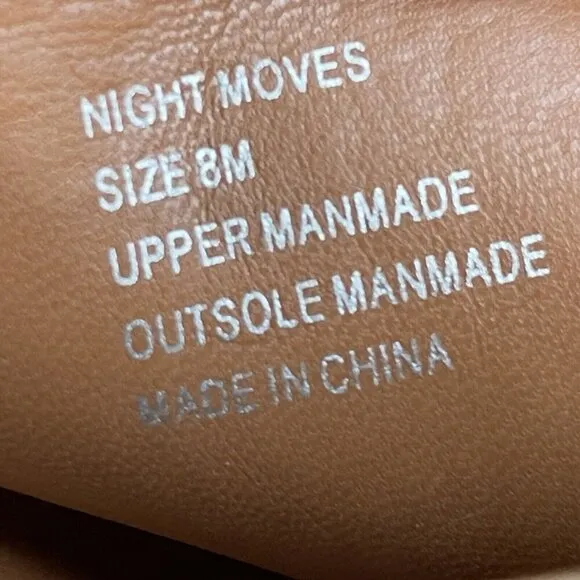 NIGHT MOVES
SIZE 8M
UPPER MANMADE
OUTSOLE MANMADE
MADE IN CHINA